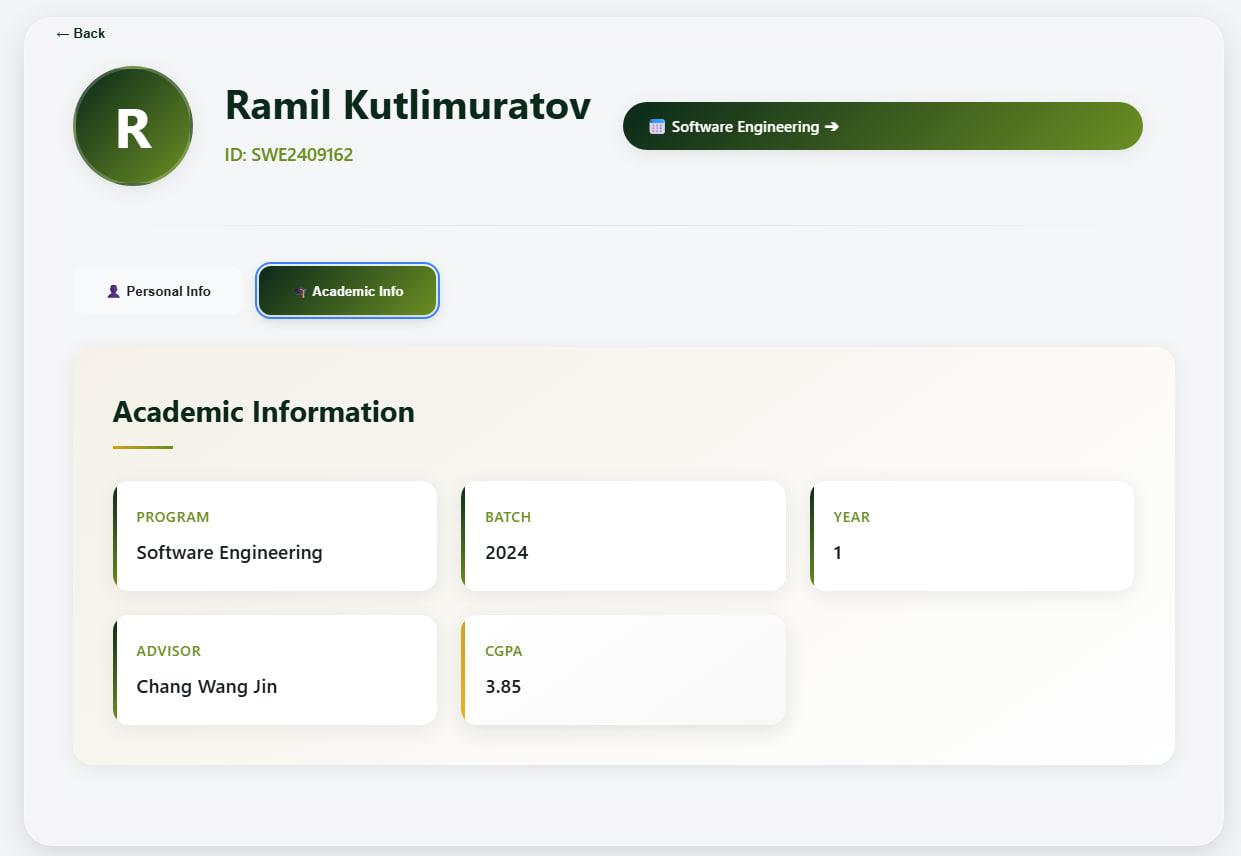 ← Back
R
Ramil Kutlimuratov
ID: SWE2409162
Software Engineering ➔
Personal Info
Academic Info
Academic Information
PROGRAM
Software Engineering
BATCH
2024
YEAR
1
ADVISOR
Chang Wang Jin
CGPA
3.85